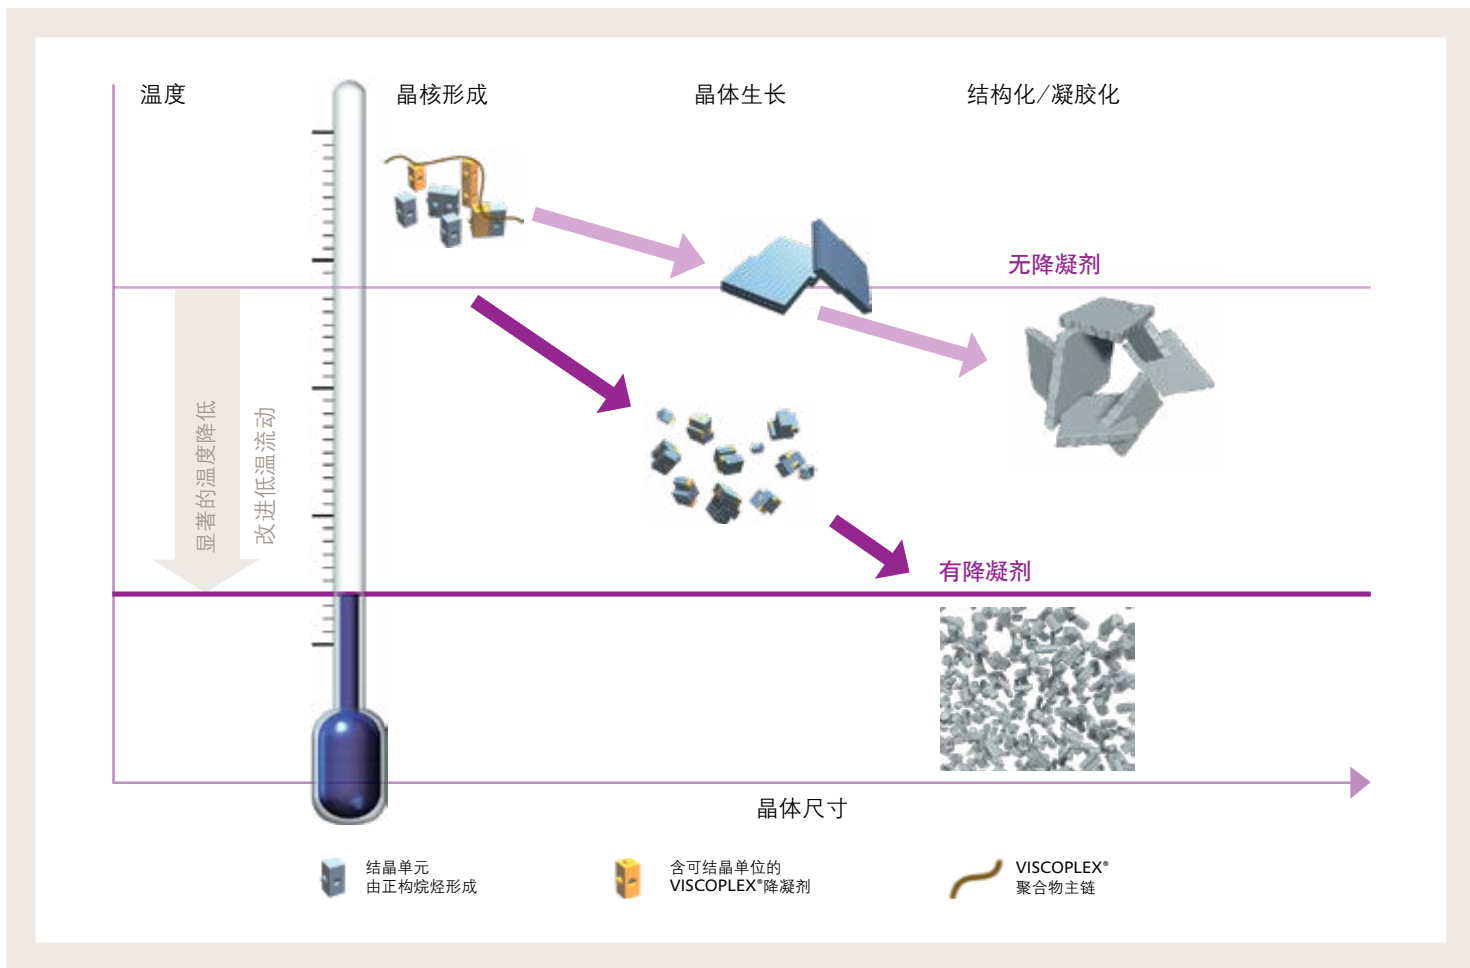 温度
晶核形成
晶体生长
结构化/凝胶化
无降凝剂
显著的温度降低
改进低温流动
有降凝剂
晶体尺寸
结晶单元
由正构烷烃形成
含可结晶单位的
VISCOPLEX®降凝剂
VISCOPLEX®
聚合物主链